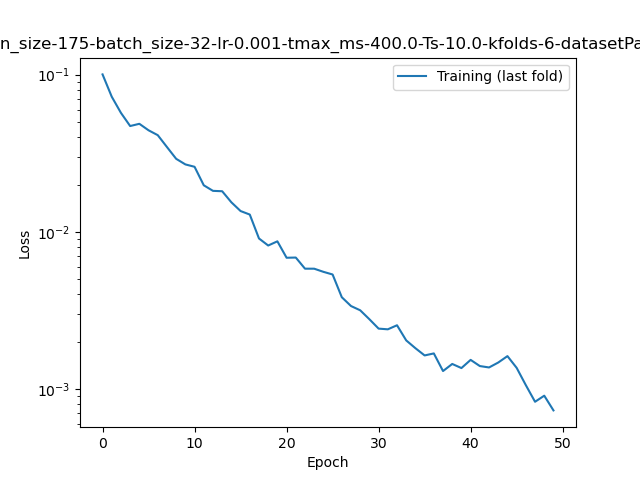 n_size-175-batch_size-32-lr-0.001-tmax_ms-400.0-Ts-10.0-kfolds-6-datasetPa
Training (last fold)
10⁻¹
10⁻²
10⁻³
Loss
0 10 20 30 40 50
Epoch